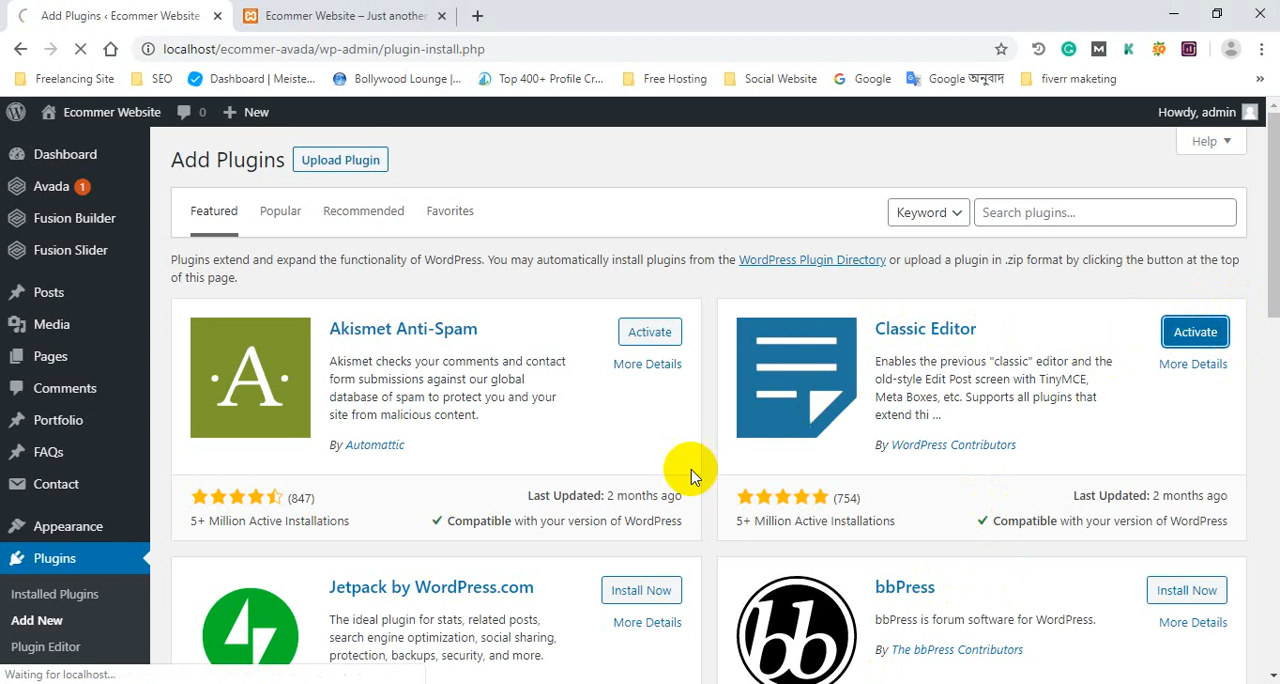 Add Plugins ‹ Ecommer Website
Ecommer Website – Just another
localhost/ecommer-avada/wp-admin/plugin-install.php
Freelancing Site
SEO
Dashboard | Meiste...
Bollywood Lounge |...
Top 400+ Profile Cr...
Free Hosting
Social Website
Google
Google অনুবাদ
fiverr maketing
»
Ecommer Website
0
New
Howdy, admin
Help
Dashboard
Avada 1
Fusion Builder
Fusion Slider
Posts
Media
Pages
Comments
Portfolio
FAQs
Contact
Appearance
Plugins
Installed Plugins
Add New
Plugin Editor
Add Plugins
Upload Plugin
Featured
Popular
Recommended
Favorites
Keyword
Search plugins...
Plugins extend and expand the functionality of WordPress. You may automatically install plugins from the WordPress Plugin Directory or upload a plugin in .zip format by clicking the button at the top
of this page.
A
Akismet Anti-Spam
Activate
More Details
Akismet checks your comments and contact
form submissions against our global
database of spam to protect you and your
site from malicious content.
By Automattic
(847)
Last Updated: 2 months ago
5+ Million Active Installations
Compatible with your version of WordPress
Classic Editor
Activate
More Details
Enables the previous "classic" editor and the
old-style Edit Post screen with TinyMCE,
Meta Boxes, etc. Supports all plugins that
extend thi ...
By WordPress Contributors
(754)
Last Updated: 2 months ago
5+ Million Active Installations
Compatible with your version of WordPress
Jetpack by WordPress.com
Install Now
More Details
The ideal plugin for stats, related posts,
search engine optimization, social sharing,
protection, backups, security, and more.
bb
bbPress
Install Now
More Details
bbPress is forum software for WordPress.
By The bbPress Contributors
Waiting for localhost...